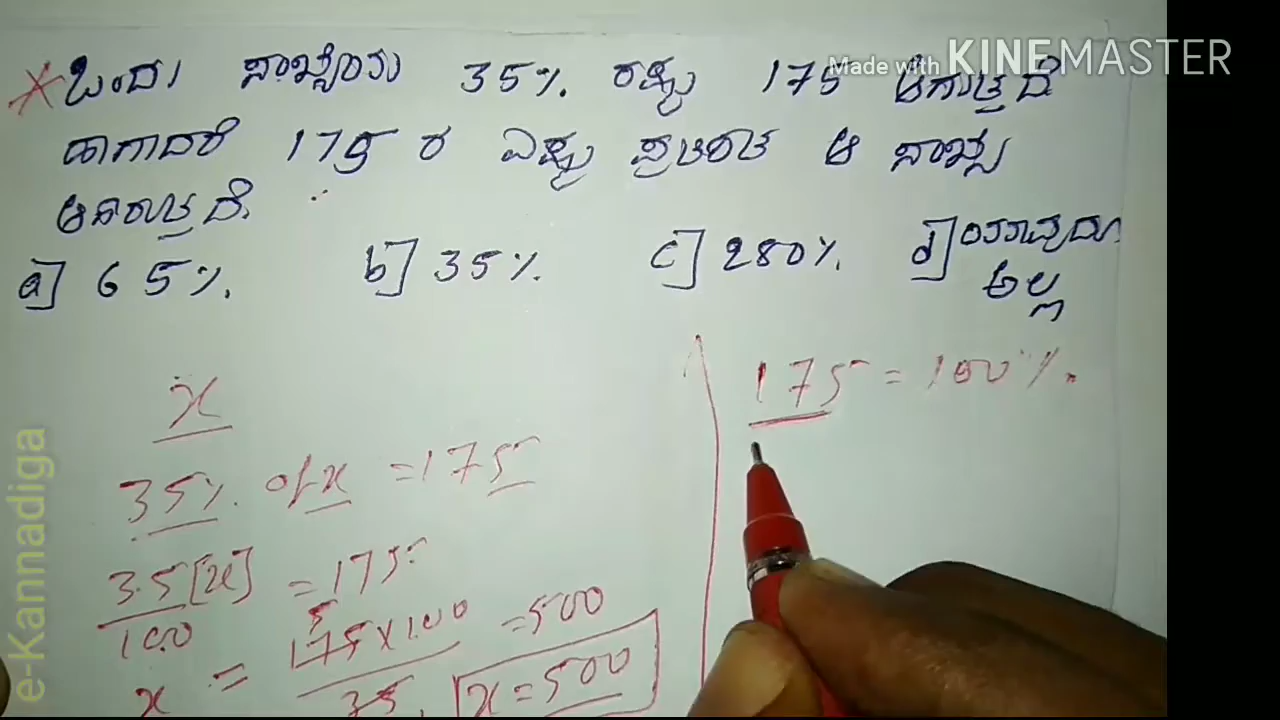 ಒಂದು ಸಂಖ್ಯೆಯ 35%. ರಷ್ಟು 175 ಆಗುತ್ತದೆ
ಹಾಗಾದರೆ 175 ರ ಎಷ್ಟು ಪ್ರತಿಶತ ಆ ಸಂಖ್ಯೆ
ಆಗಿರುತ್ತದೆ.
a] 65%. b] 35%. c] 280%. d] ಯಾವುದೂ
ಅಲ್ಲ
x
35%. of x = 175
35[x] = 175
100
x = 175 x 100 = 500
35
x = 500
175 = 100%.
Made with KINEMASTER
e-Kannadiga